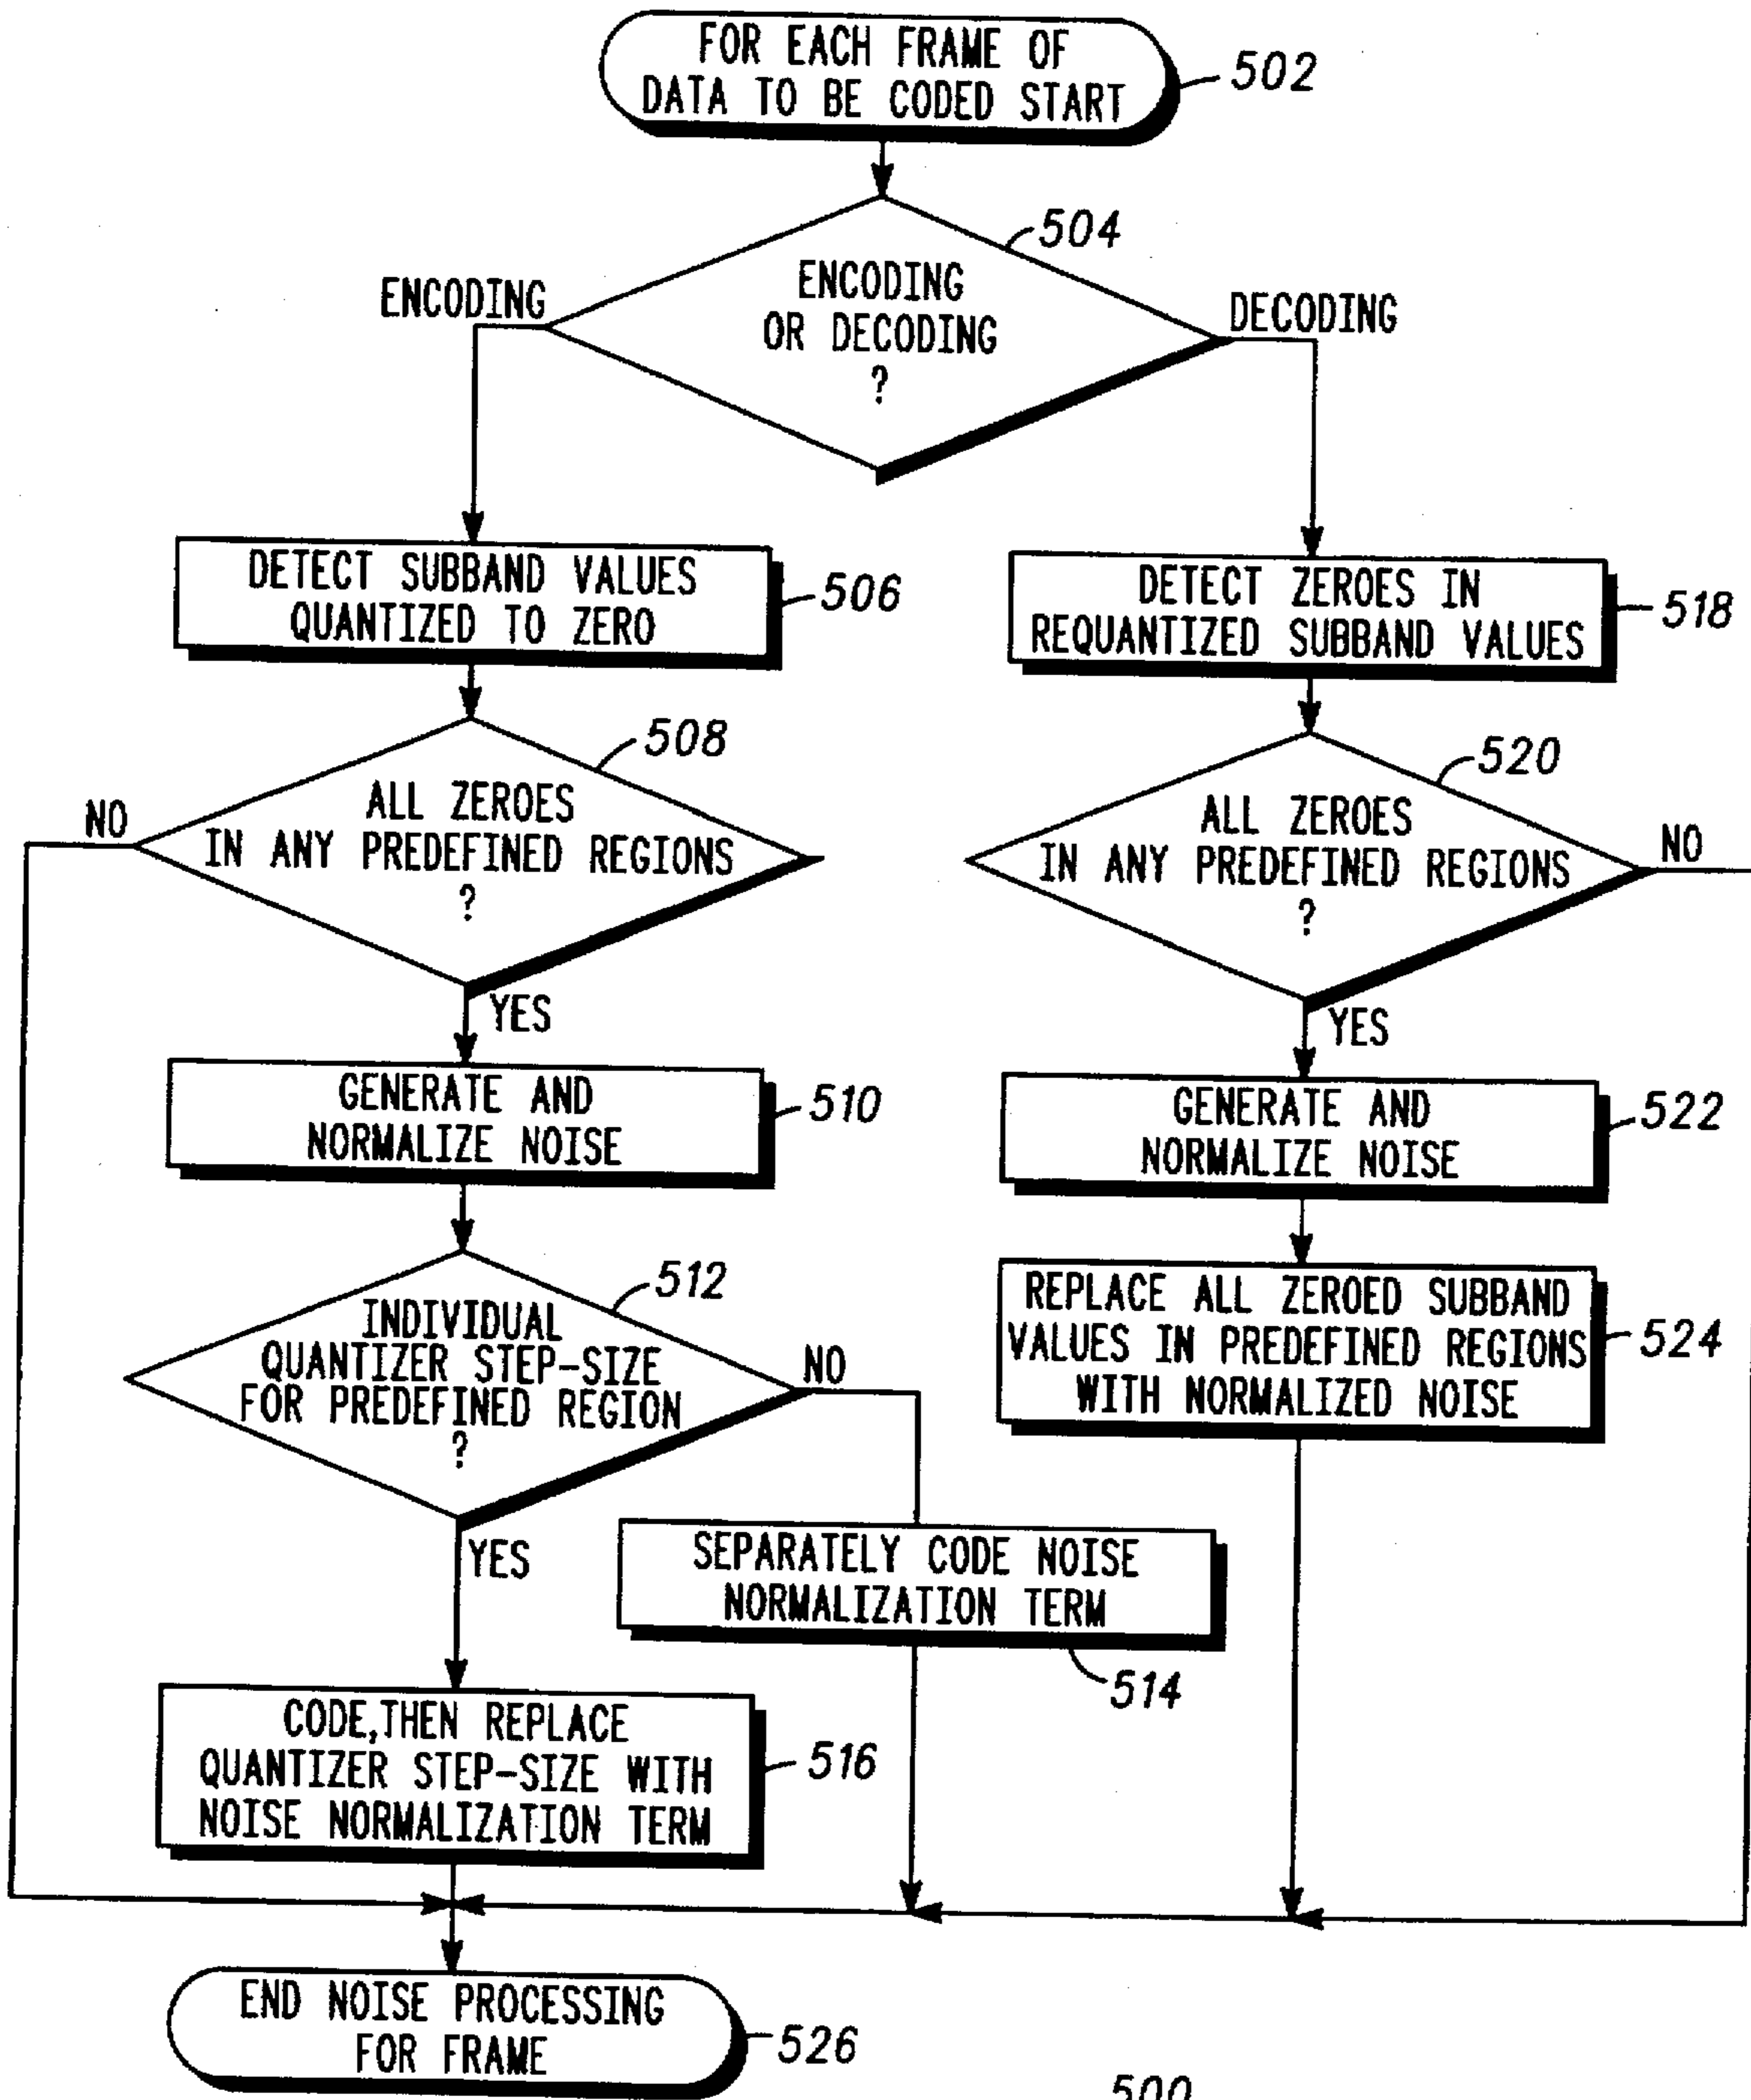 FOR EACH FRAME OF
DATA TO BE CODED START
502
504
ENCODING
OR DECODING
?
ENCODING
DECODING
DETECT SUBBAND VALUES
QUANTIZED TO ZERO
506
DETECT ZEROES IN
REQUANTIZED SUBBAND VALUES
518
508
ALL ZEROES
IN ANY PREDEFINED REGIONS
?
NO
YES
520
ALL ZEROES
IN ANY PREDEFINED REGIONS
?
NO
YES
GENERATE AND
NORMALIZE NOISE
510
GENERATE AND
NORMALIZE NOISE
522
512
INDIVIDUAL
QUANTIZER STEP-SIZE
FOR PREDEFINED REGION
?
NO
YES
REPLACE ALL ZEROED SUBBAND
VALUES IN PREDEFINED REGIONS
WITH NORMALIZED NOISE
524
SEPARATELY CODE NOISE
NORMALIZATION TERM
514
CODE,THEN REPLACE
QUANTIZER STEP-SIZE WITH
NOISE NORMALIZATION TERM
516
END NOISE PROCESSING
FOR FRAME
526
500